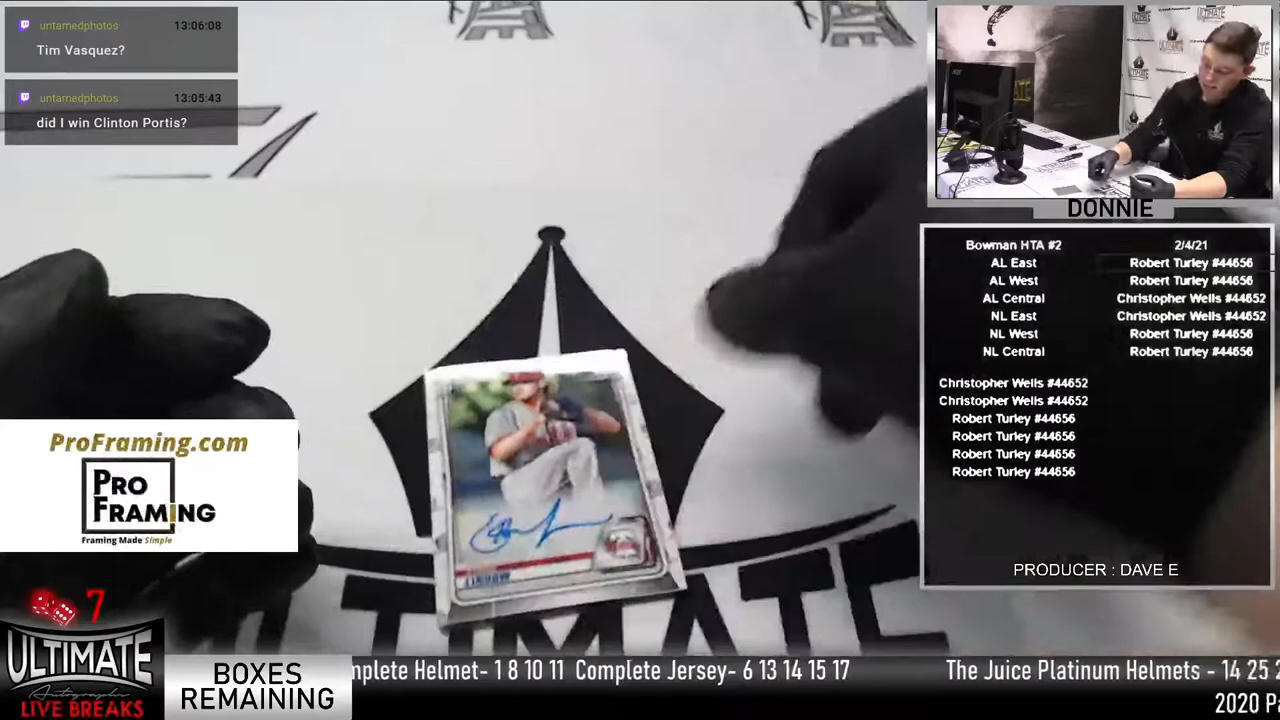 untamedphotos 13:06:08
Tim Vasquez?
untamedphotos 13:05:43
did I win Clinton Portis?
DONNIE
Bowman HTA #2 2/4/21
AL East Robert Turley #44656
AL West Robert Turley #44656
AL Central Christopher Wells #44652
NL East Christopher Wells #44652
NL West Robert Turley #44656
NL Central Robert Turley #44656
Christopher Wells #44652
Christopher Wells #44652
Robert Turley #44656
Robert Turley #44656
Robert Turley #44656
Robert Turley #44656
PRODUCER : DAVE E
ProFraming.com
PRO
FRAMING
Framing Made Simple
ULTIMATE
7
ULTIMATE
Autographs
LIVE BREAKS
BOXES
REMAINING
mplete Helmet- 1 8 10 11 Complete Jersey- 6 13 14 15 17 The Juice Platinum Helmets - 14 25 2
2020 Pa